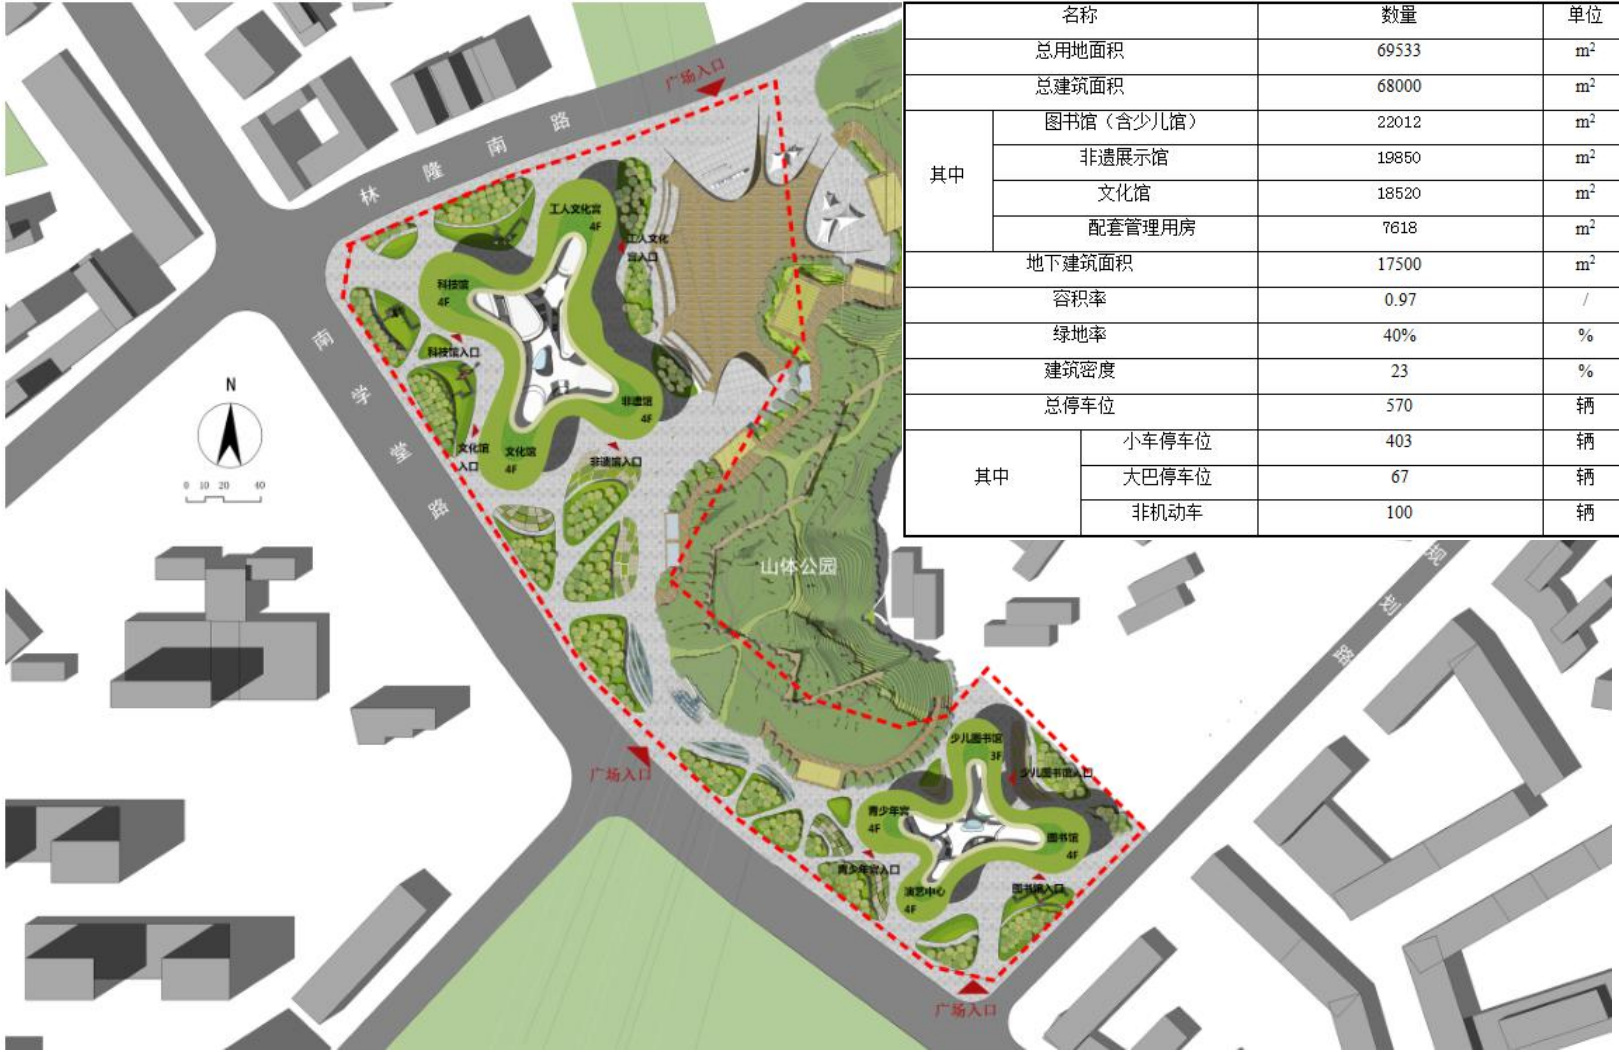 名称 数量 单位
总用地面积 69533 m²
总建筑面积 68000 m²
其中
图书馆（含少儿馆） 22012 m²
非遗展示馆 19850 m²
文化馆 18520 m²
配套管理用房 7618 m²
地下建筑面积 17500 m²
容积率 0.97 /
绿地率 40% %
建筑密度 23 %
总停车位 570 辆
其中
小车停车位 403 辆
大巴停车位 67 辆
非机动车 100 辆
广场入口
林隆南路
工人文化宫
4F
工人文化
宫入口
科技馆
4F
科技馆入口
南学堂路
N
0 10 20 40
非遗馆
4F
文化馆
入口
文化馆
4F
非遗馆入口
山体公园
规划路
少儿图书馆
3F
少儿图书馆入口
广场入口
青少年宫
4F
图书馆
4F
青少年宫入口
演艺中心
4F
图书馆入口
广场入口